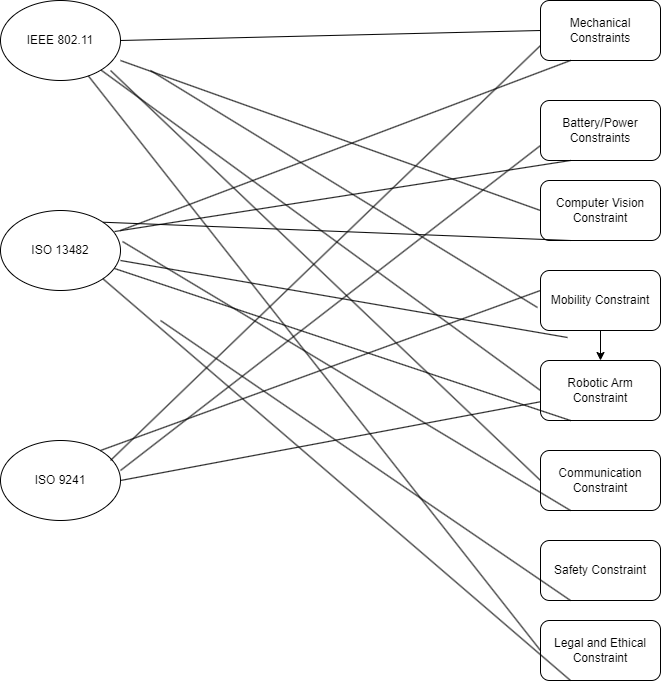 IEEE 802.11
Mechanical
Constraints
Battery/Power
Constraints
Computer Vision
Constraint
ISO 13482
Mobility Constraint
Robotic Arm
Constraint
ISO 9241
Communication
Constraint
Safety Constraint
Legal and Ethical
Constraint